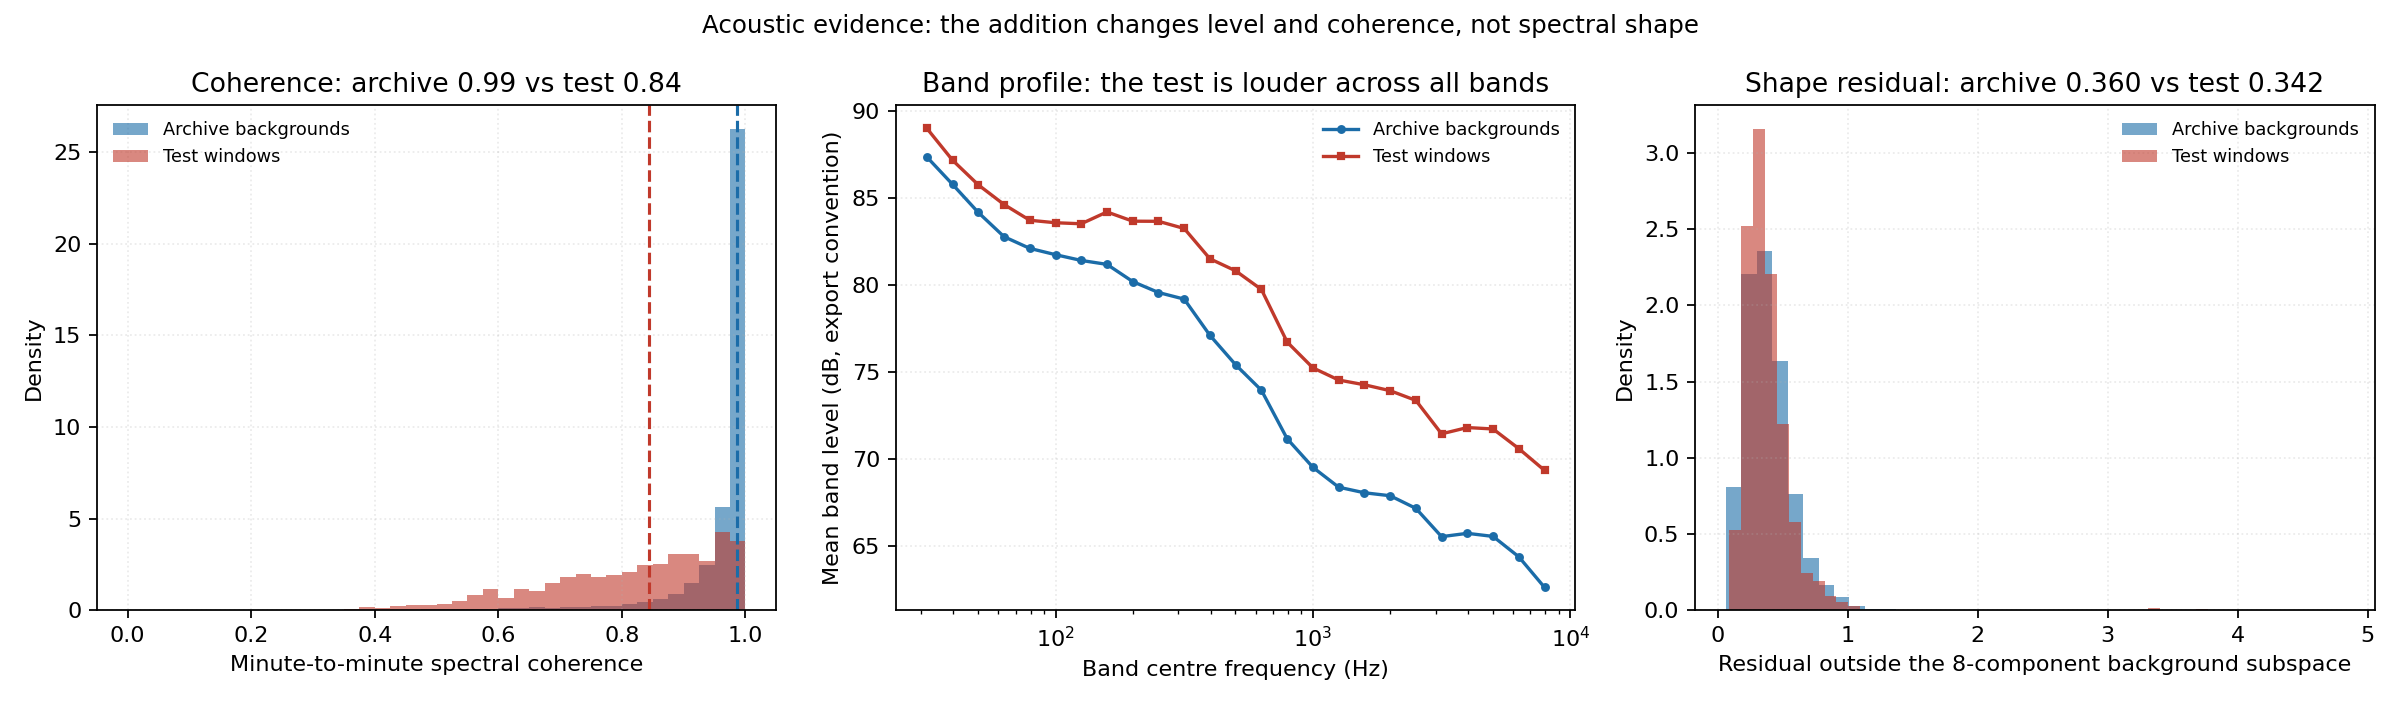 Acoustic evidence: the addition changes level and coherence, not spectral shape
Coherence: archive 0.99 vs test 0.84
Archive backgrounds
Test windows
25
20
15
10
5
0
Density
0.0 0.2 0.4 0.6 0.8 1.0
Minute-to-minute spectral coherence
Band profile: the test is louder across all bands
Archive backgrounds
Test windows
90
85
80
75
70
65
Mean band level (dB, export convention)
10² 10³ 10⁴
Band centre frequency (Hz)
Shape residual: archive 0.360 vs test 0.342
Archive backgrounds
Test windows
3.0
2.5
2.0
1.5
1.0
0.5
0.0
Density
0 1 2 3 4 5
Residual outside the 8-component background subspace